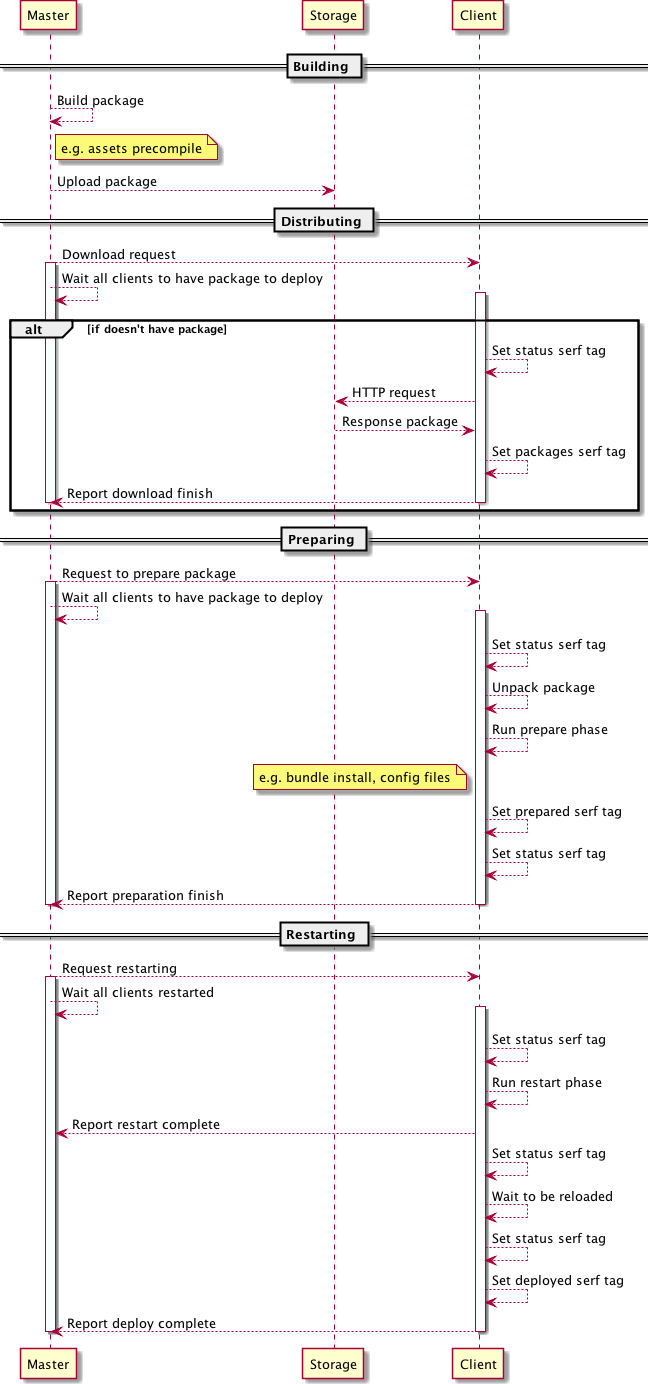 Master
Storage
Client
Building
Build package
e.g. assets precompile
Upload package
Distributing
Download request
Wait all clients to have package to deploy
alt
[if doesn't have package]
Set status serf tag
HTTP request
Response package
Set packages serf tag
Report download finish
Preparing
Request to prepare package
Wait all clients to have package to deploy
Set status serf tag
Unpack package
Run prepare phase
e.g. bundle install, config files
Set prepared serf tag
Set status serf tag
Report preparation finish
Restarting
Request restarting
Wait all clients restarted
Set status serf tag
Run restart phase
Report restart complete
Set status serf tag
Wait to be reloaded
Set status serf tag
Set deployed serf tag
Report deploy complete
Master
Storage
Client